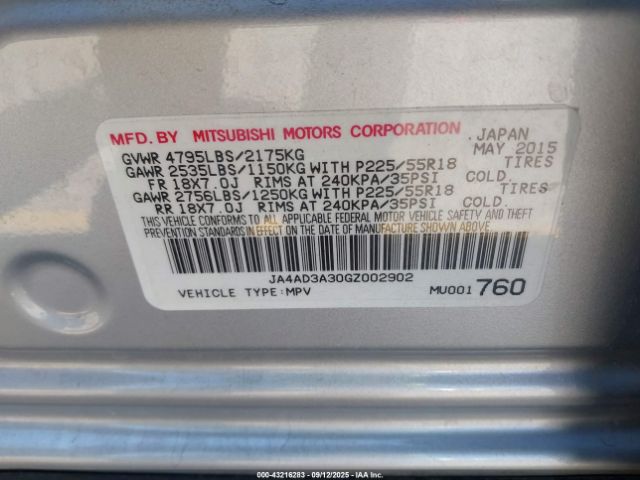 MFD. BY MITSUBISHI MOTORS CORPORATION JAPAN
GVWR 4795LBS/2175KG MAY 2015
GAWR 2535LBS/1150KG WITH P225/55R18 TIRES
FR 18X7.0J RIMS AT 240KPA/35PSI COLD.
GAWR 2756LBS/1250KG WITH P225/55R18 TIRES
RR 18X7.0J RIMS AT 240KPA/35PSI COLD.
THIS VEHICLE CONFORMS TO ALL APPLICABLE FEDERAL MOTOR VEHICLE SAFETY AND THEFT
PREVENTION STANDARDS IN EFFECT ON THE DATE OF MANUFACTURE SHOWN ABOVE.
JA4AD3A30GZ002902
VEHICLE TYPE:MPV MU001 760
000-43216283 - 09/12/2025 - IAA Inc.